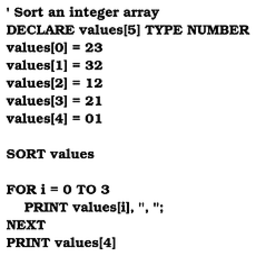 ' Sort an integer array
DECLARE values[5] TYPE NUMBER
values[0] = 23
values[1] = 32
values[2] = 12
values[3] = 21
values[4] = 01

SORT values

FOR i = 0 TO 3
    PRINT values[i], ", ";
NEXT
PRINT values[4]